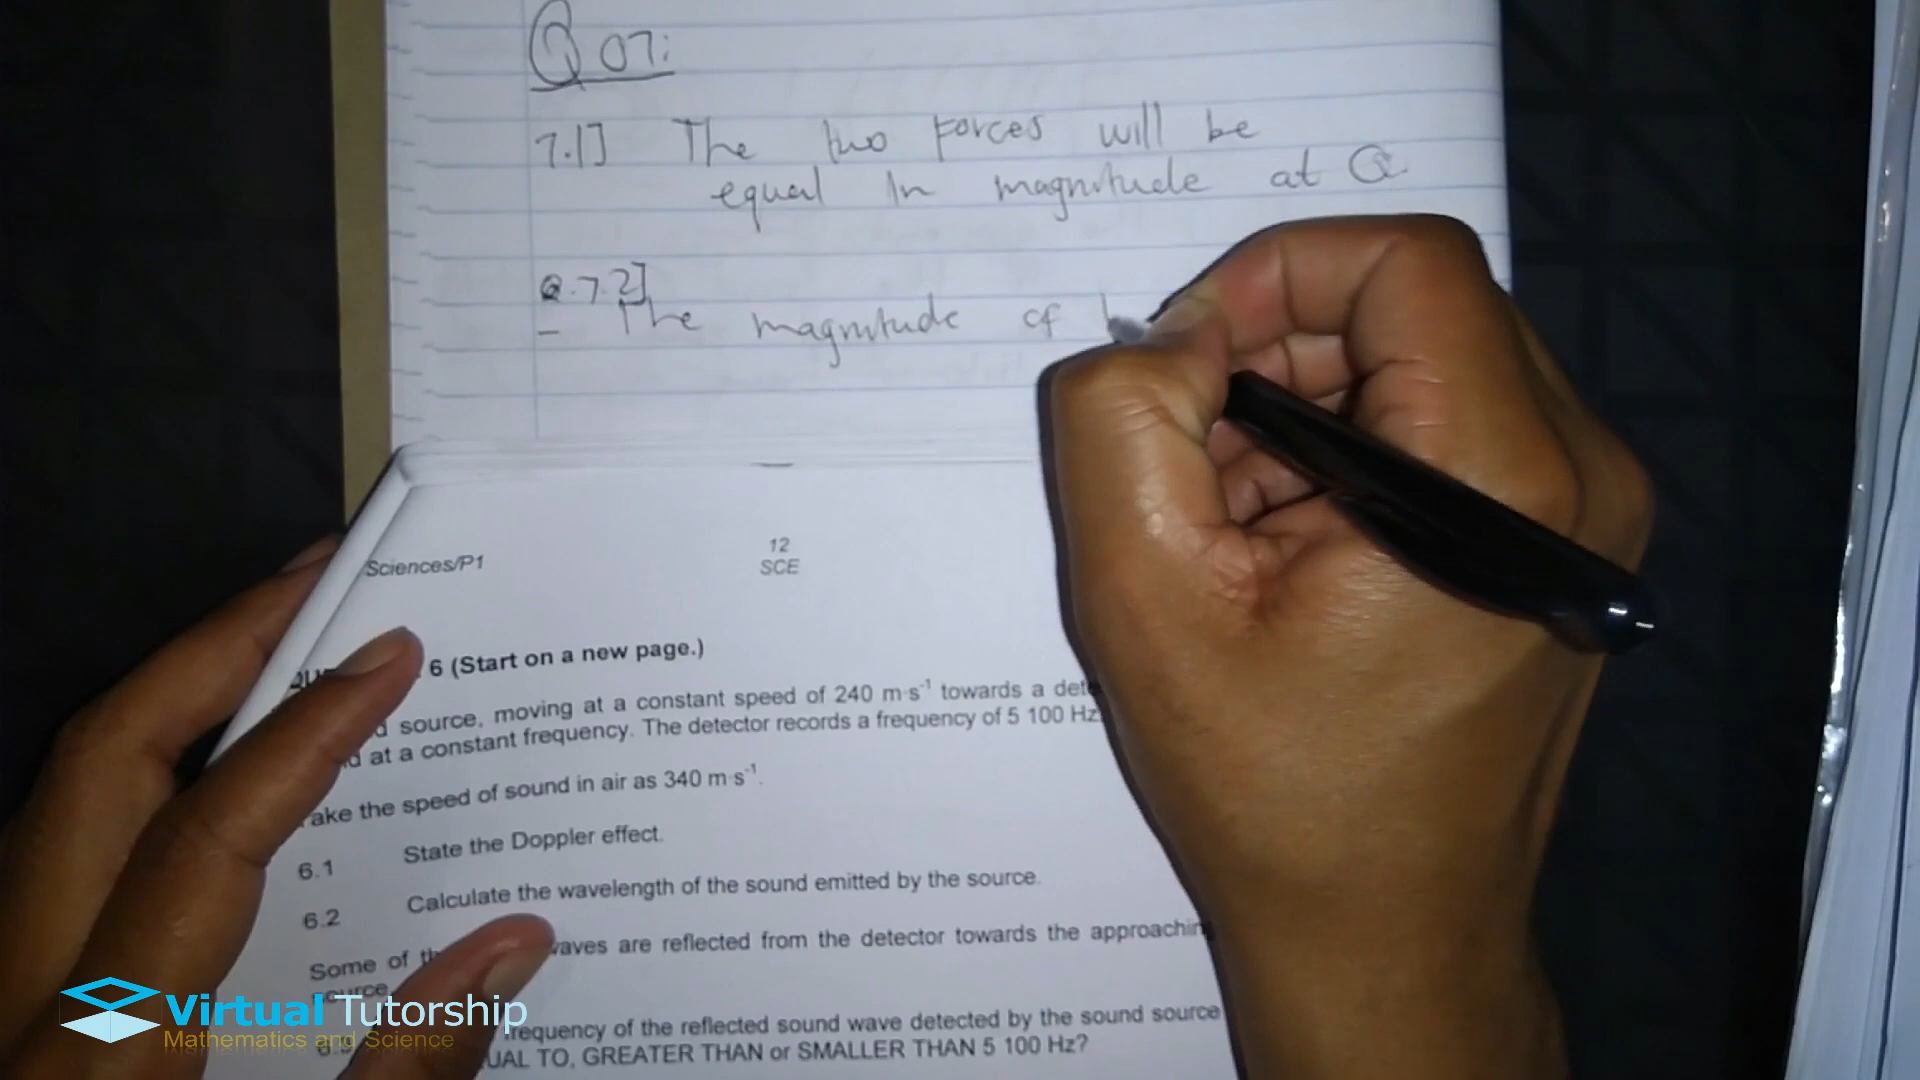 Q 07:
7.1] The two forces will be
equal In magnitude at Q
Q.7.2]
- The magnitude of
Sciences/P1
12
SCE
6 (Start on a new page.)
source, moving at a constant speed of 240 m·s-1 towards a
at a constant frequency. The detector records a frequency of 5 100 Hz
ake the speed of sound in air as 340 m·s-1.
6.1 State the Doppler effect.
6.2 Calculate the wavelength of the sound emitted by the source.
Some of waves are reflected from the detector towards the approaching
source.
frequency of the reflected sound wave detected by the sound source
UAL TO, GREATER THAN or SMALLER THAN 5 100 Hz?
Virtual Tutorship
Mathematics and Science